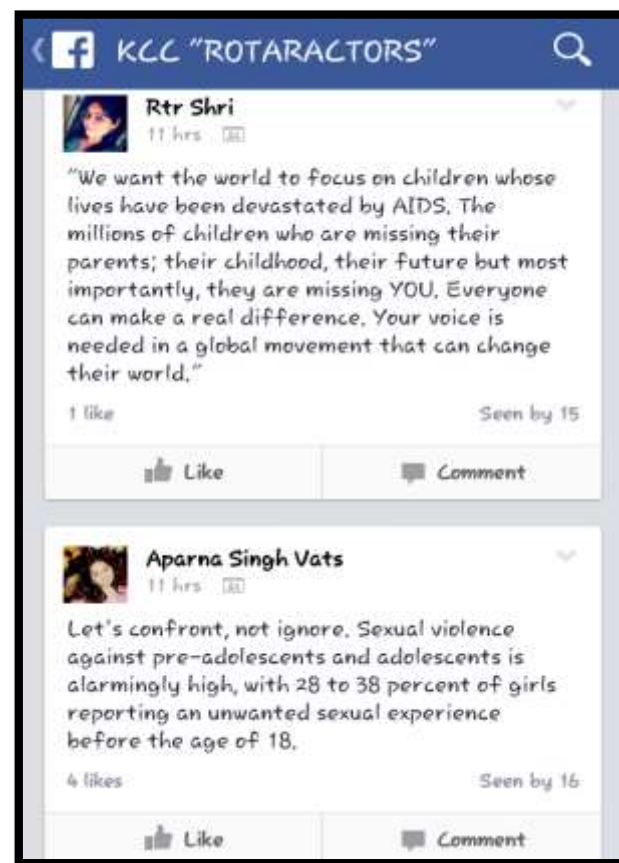 KCC "ROTARACTORS"
Rtr Shri
11 hrs
"We want the world to focus on children whose
lives have been devastated by AIDS. The
millions of children who are missing their
parents; their childhood, their future but most
importantly, they are missing YOU. Everyone
can make a real difference. Your voice is
needed in a global movement that can change
their world."
1 like Seen by 15
Like Comment
Aparna Singh Vats
11 hrs
Let's confront, not ignore. Sexual violence
against pre-adolescents and adolescents is
alarmingly high, with 28 to 38 percent of girls
reporting an unwanted sexual experience
before the age of 18.
4 likes Seen by 16
Like Comment